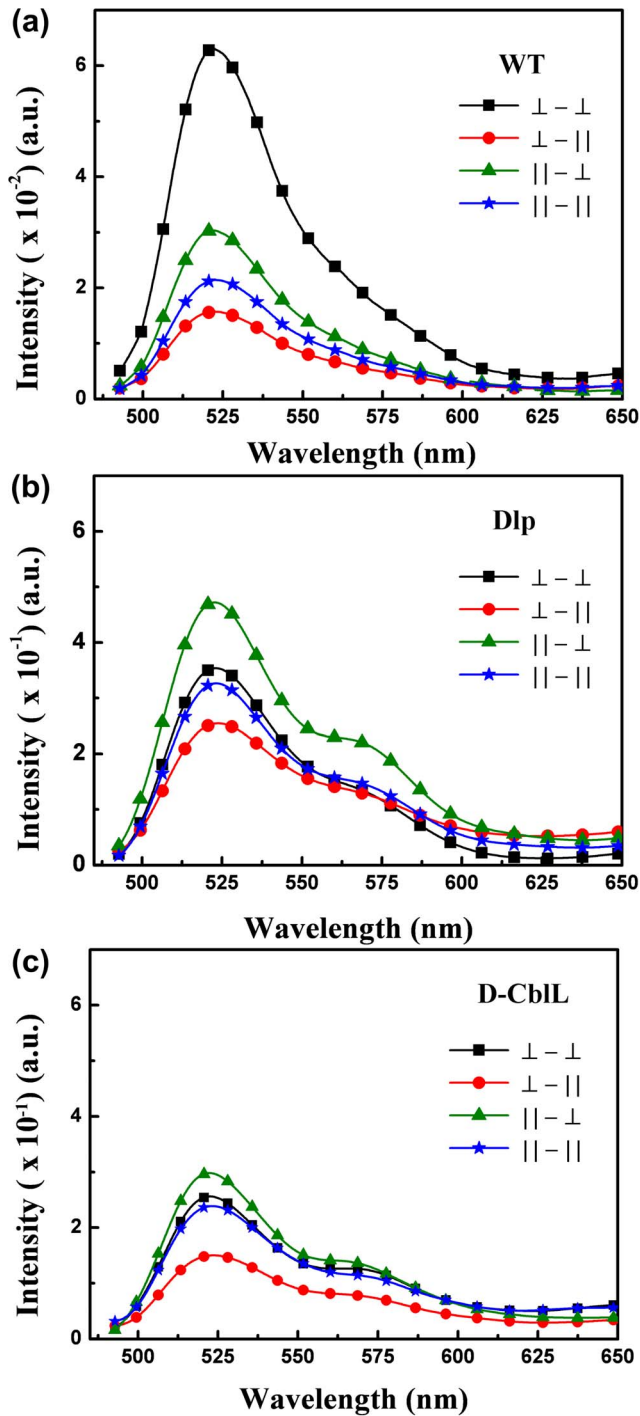 (a)
WT
⊥ – ⊥
⊥ – ||
|| – ⊥
|| – ||
Intensity ( x 10⁻²) (a.u.)
6
4
2
0
500 525 550 575 600 625 650
Wavelength (nm)
(b)
Dlp
⊥ – ⊥
⊥ – ||
|| – ⊥
|| – ||
Intensity ( x 10⁻¹) (a.u.)
6
4
2
0
500 525 550 575 600 625 650
Wavelength (nm)
(c)
D-CblL
⊥ – ⊥
⊥ – ||
|| – ⊥
|| – ||
Intensity ( x 10⁻¹) (a.u.)
6
4
2
0
500 525 550 575 600 625 650
Wavelength (nm)